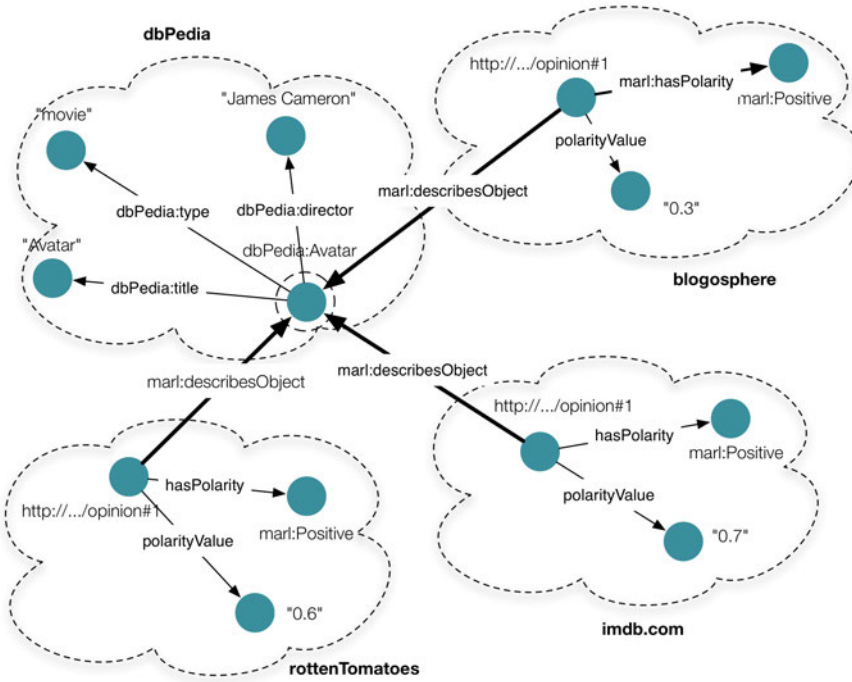 dbPedia
"movie"
"James Cameron"
dbPedia:type
dbPedia:director
"Avatar"
dbPedia:Avatar
dbPedia:title
http://.../opinion#1
marl:hasPolarity
marl:Positive
polarityValue
"0.3"
marl:describesObject
blogosphere
marl:describesObject
marl:describesObject
http://.../opinion#1
hasPolarity
marl:Positive
polarityValue
"0.7"
imdb.com
hasPolarity
http://.../opinion#1
marl:Positive
polarityValue
"0.6"
rottenTomatoes